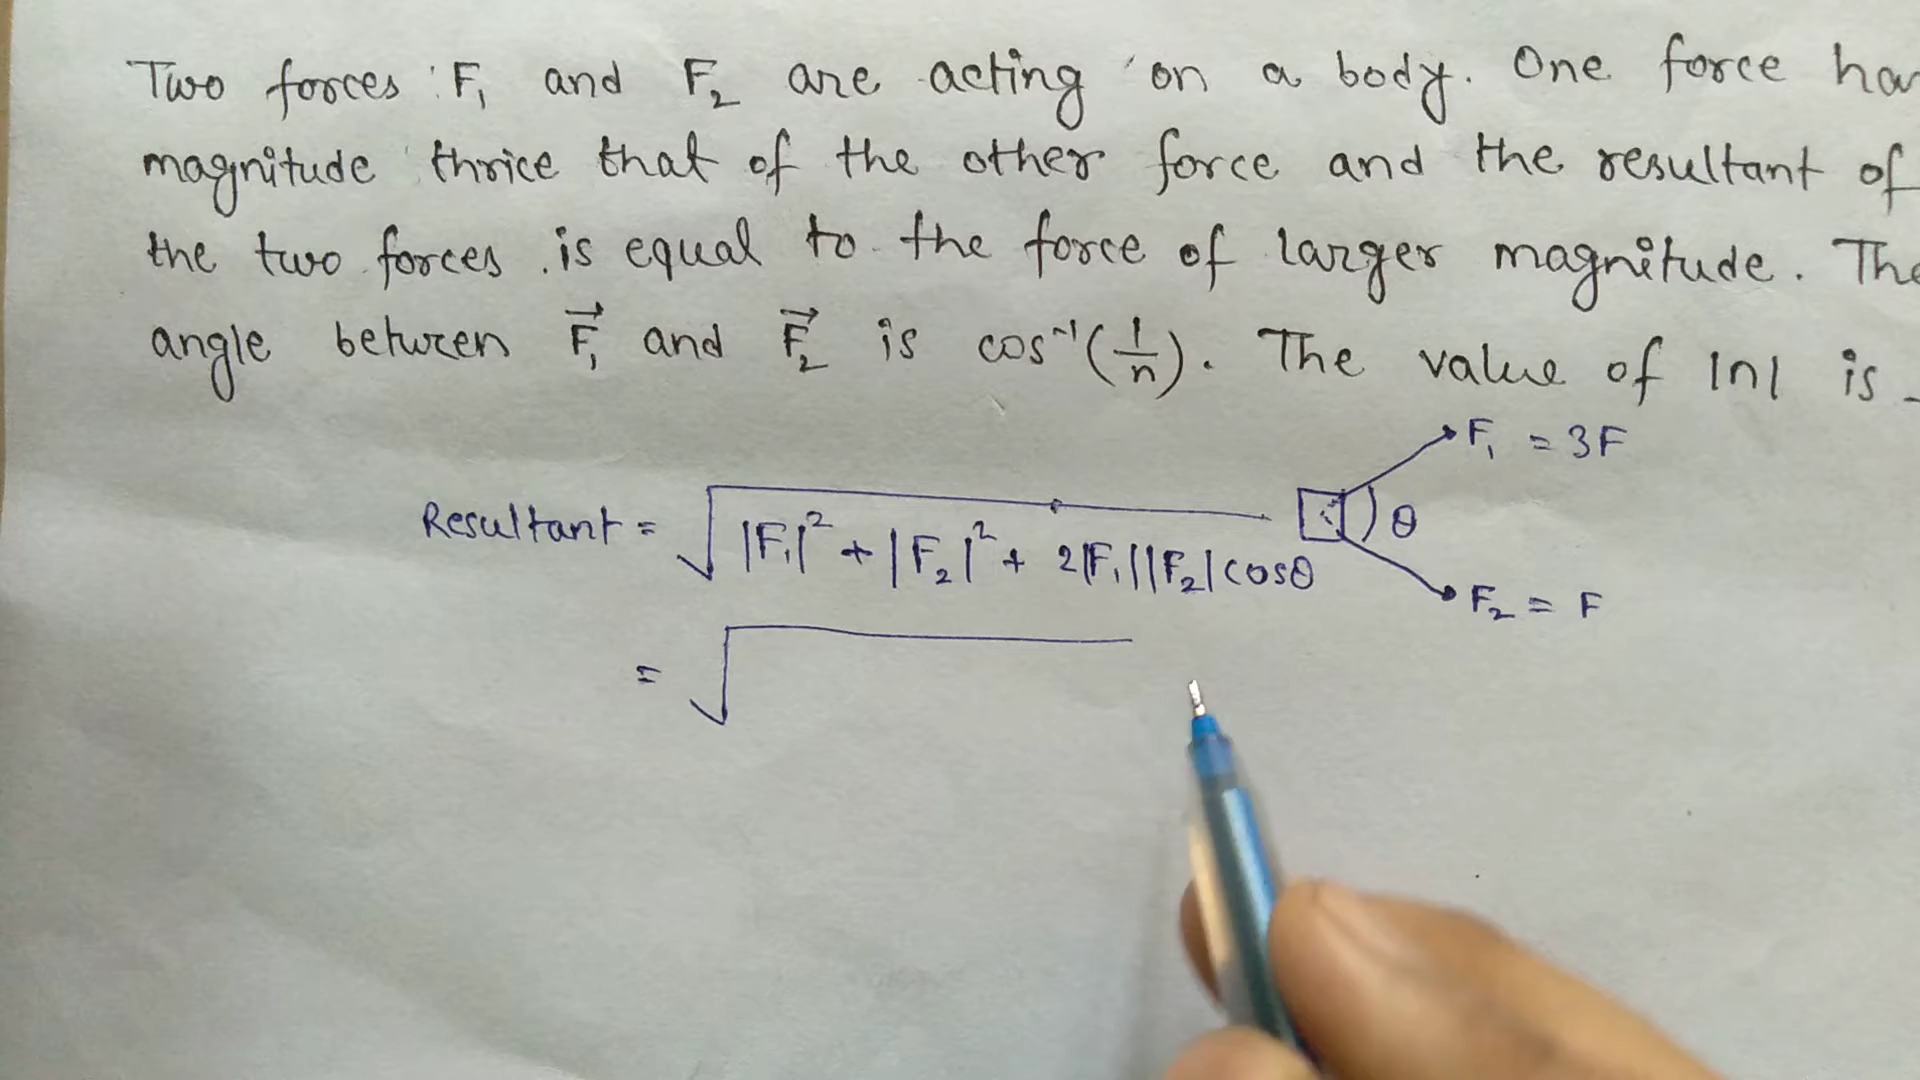 Two forces F₁ and F₂ are acting on a body. One force ha
magnitude thrice that of the other force and the resultant of
the two forces is equal to the force of larger magnitude. The
angle between F₁⃗ and F₂⃗ is cos⁻¹(1/n). The value of |n| is _
F₁ = 3F
Resultant = √|F₁|² + |F₂|² + 2|F₁||F₂| cosθ
θ
F₂ = F
= √